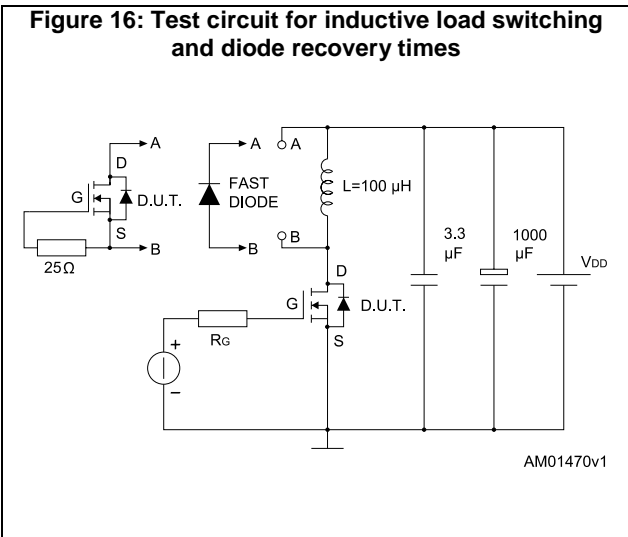 Figure 16: Test circuit for inductive load switching
and diode recovery times
A
D
G
D.U.T.
S
B
25Ω
A
FAST
DIODE
B
A
L=100 µH
B
D
G
D.U.T.
S
RG
+
–
3.3
µF
1000
µF
VDD
AM01470v1